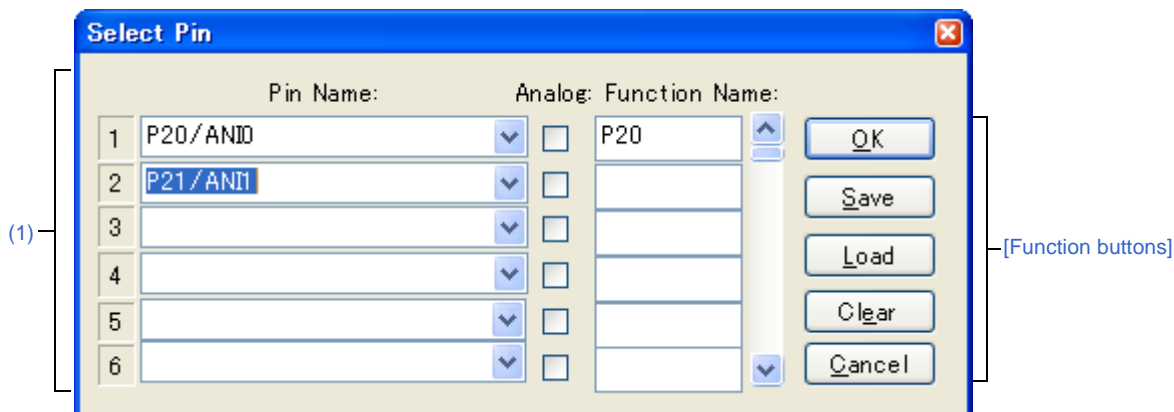 Select Pin
Pin Name: Analog: Function Name:
1 P20/ANI0 P20 OK
2 P21/ANI1 Save
3
(1) [Function buttons]
4 Load
5 Clear
6 Cancel